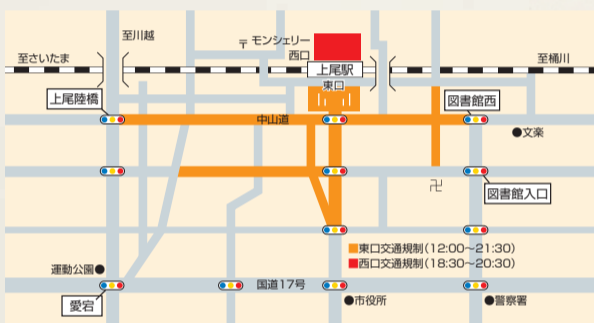 至川越
〒 モンシェリー
西口
至さいたま
上尾駅
至桶川
東口
上尾陸橋
図書館西
中山道
●文楽
卍
図書館入口
■東口交通規制(12:00~21:30)
■西口交通規制(18:30~20:30)
運動公園●
国道17号
愛宕
●市役所
●警察署